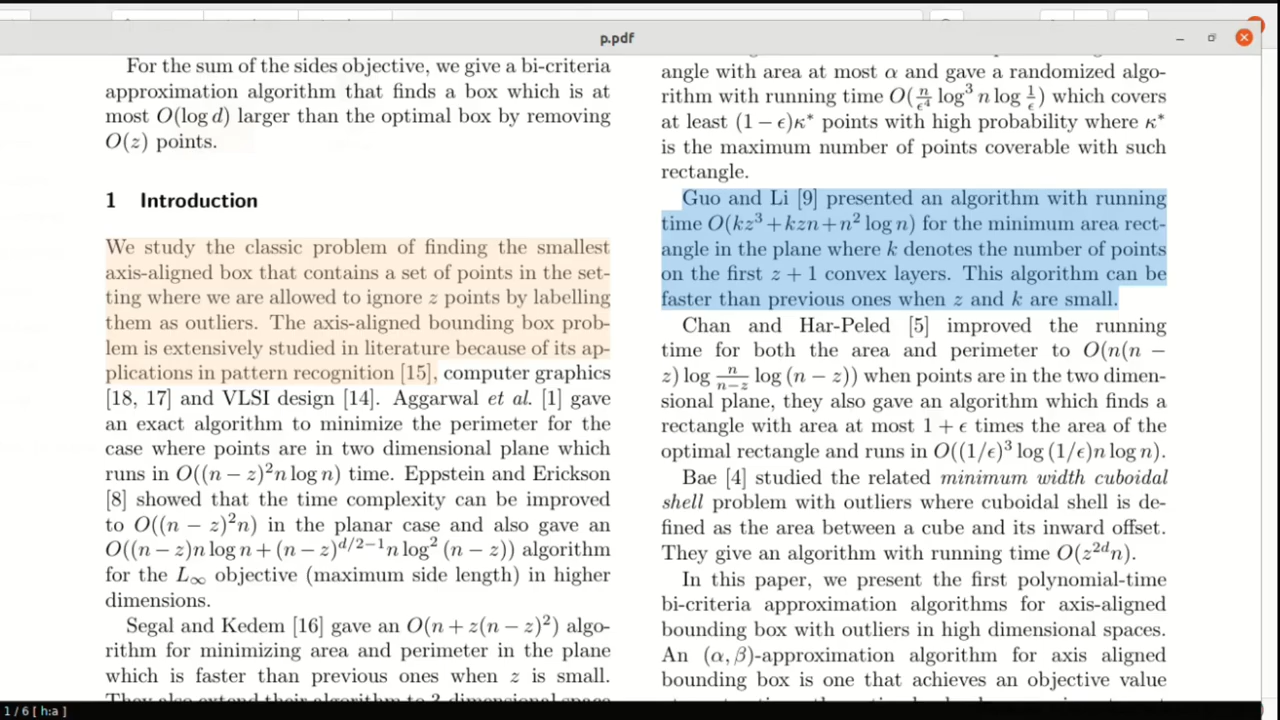 p.pdf
For the sum of the sides objective, we give a bi-criteria
approximation algorithm that finds a box which is at
most O(log d) larger than the optimal box by removing
O(z) points.
1 Introduction
We study the classic problem of finding the smallest
axis-aligned box that contains a set of points in the set-
ting where we are allowed to ignore z points by labelling
them as outliers. The axis-aligned bounding box prob-
lem is extensively studied in literature because of its ap-
plications in pattern recognition [15], computer graphics
[18, 17] and VLSI design [14]. Aggarwal et al. [1] gave
an exact algorithm to minimize the perimeter for the
case where points are in two dimensional plane which
runs in O((n − z)²n log n) time. Eppstein and Erickson
[8] showed that the time complexity can be improved
to O((n − z)²n) in the planar case and also gave an
O((n − z)n log n + (n − z)^{d/2−1}n log² (n − z)) algorithm
for the L∞ objective (maximum side length) in higher
dimensions.
Segal and Kedem [16] gave an O(n + z(n − z)²) algo-
rithm for minimizing area and perimeter in the plane
which is faster than previous ones when z is small.
They also extend their algorithm to 3 dimensional space
angle with area at most α and gave a randomized algo-
rithm with running time O(n/ϵ⁴ log³ n log 1/ϵ) which covers
at least (1 − ϵ)κ* points with high probability where κ*
is the maximum number of points coverable with such
rectangle.
Guo and Li [9] presented an algorithm with running
time O(kz³ + kzn + n² log n) for the minimum area rect-
angle in the plane where k denotes the number of points
on the first z + 1 convex layers. This algorithm can be
faster than previous ones when z and k are small.
Chan and Har-Peled [5] improved the running
time for both the area and perimeter to O(n(n −
z) log n/(n−z) log (n − z)) when points are in the two dimen-
sional plane, they also gave an algorithm which finds a
rectangle with area at most 1 + ϵ times the area of the
optimal rectangle and runs in O((1/ϵ)³ log (1/ϵ)n log n).
Bae [4] studied the related minimum width cuboidal
shell problem with outliers where cuboidal shell is de-
fined as the area between a cube and its inward offset.
They give an algorithm with running time O(z²ᵈn).
In this paper, we present the first polynomial-time
bi-criteria approximation algorithms for axis-aligned
bounding box with outliers in high dimensional spaces.
An (α, β)-approximation algorithm for axis aligned
bounding box is one that achieves an objective value
1 / 6 [ h:a ]